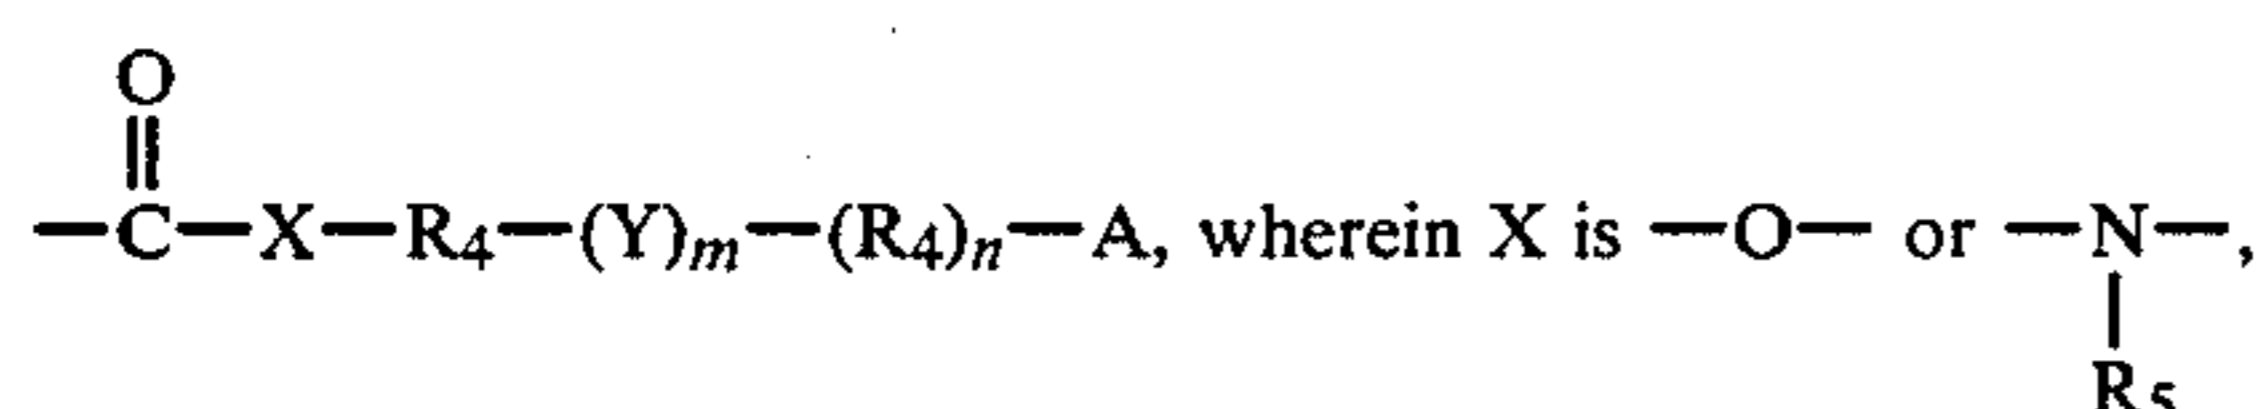 O
‖
—C—X—R₄—(Y)ₘ—(R₄)ₙ—A, wherein X is —O— or —N—,
|
R₅